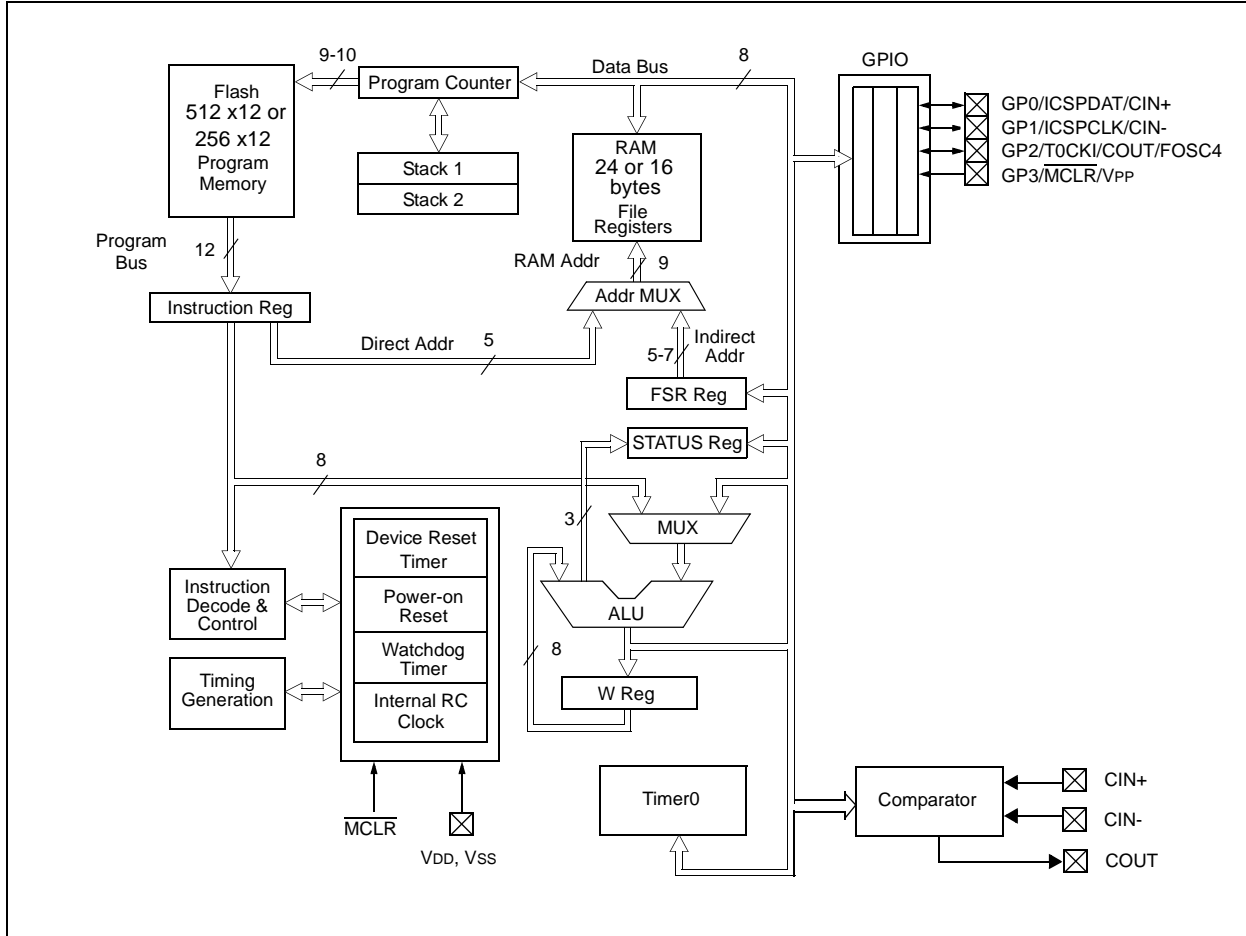 9-10
Program Counter
Data Bus
8
GPIO
Flash
512 x12 or
256 x12
Program
Memory
Stack 1
Stack 2
RAM
24 or 16
bytes
File
Registers
GP0/ICSPDAT/CIN+
GP1/ICSPCLK/CIN-
GP2/T0CKI/COUT/FOSC4
GP3/MCLR/VPP
Program
Bus
12
RAM Addr
9
Addr MUX
Instruction Reg
Direct Addr
5
5-7
Indirect
Addr
FSR Reg
STATUS Reg
8
3
MUX
Device Reset
Timer
Power-on
Reset
Watchdog
Timer
Internal RC
Clock
Instruction
Decode &
Control
Timing
Generation
ALU
8
W Reg
MCLR
VDD, VSS
Timer0
Comparator
CIN+
CIN-
COUT